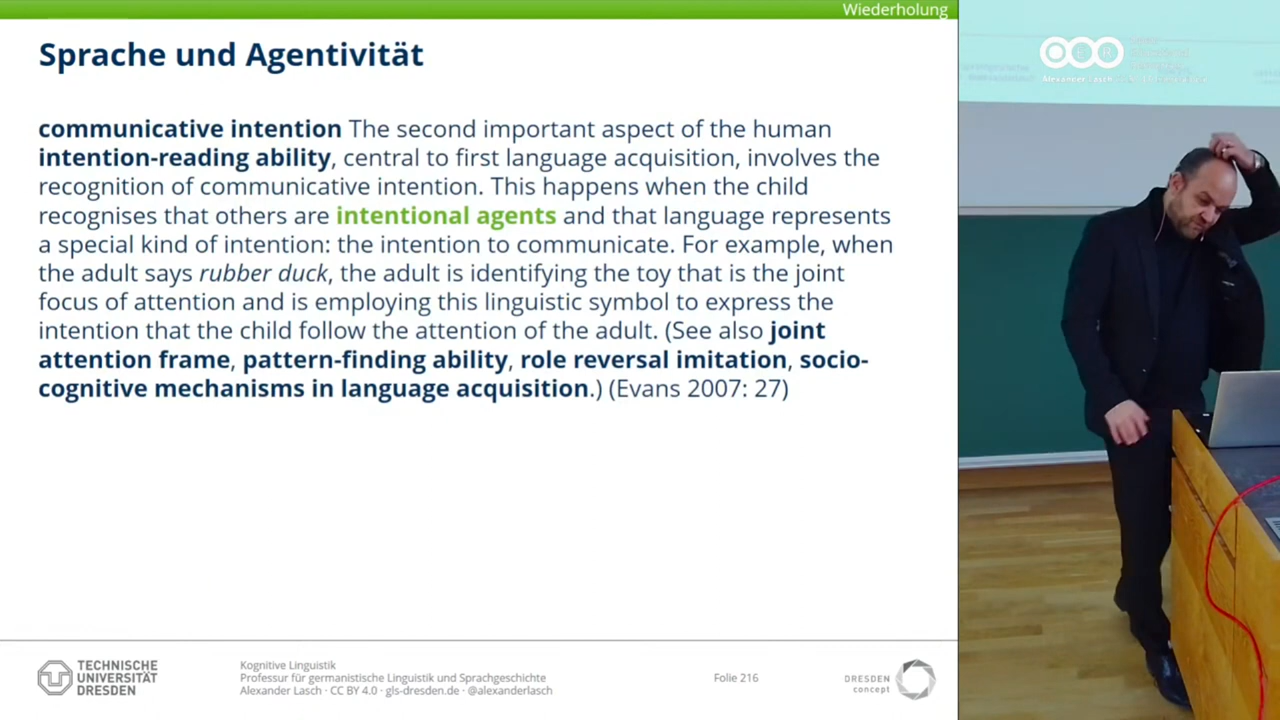 Wiederholung
Sprache und Agentivität
communicative intention The second important aspect of the human
intention-reading ability, central to first language acquisition, involves the
recognition of communicative intention. This happens when the child
recognises that others are intentional agents and that language represents
a special kind of intention: the intention to communicate. For example, when
the adult says rubber duck, the adult is identifying the toy that is the joint
focus of attention and is employing this linguistic symbol to express the
intention that the child follow the attention of the adult. (See also joint
attention frame, pattern-finding ability, role reversal imitation, socio-
cognitive mechanisms in language acquisition.) (Evans 2007: 27)
TECHNISCHE
UNIVERSITÄT
DRESDEN
Kognitive Linguistik
Professur für germanistische Linguistik und Sprachgeschichte
Alexander Lasch · CC BY 4.0 · gls-dresden.de · @alexanderlasch
Folie 216
DRESDEN
concept
OER
Alexander Lasch